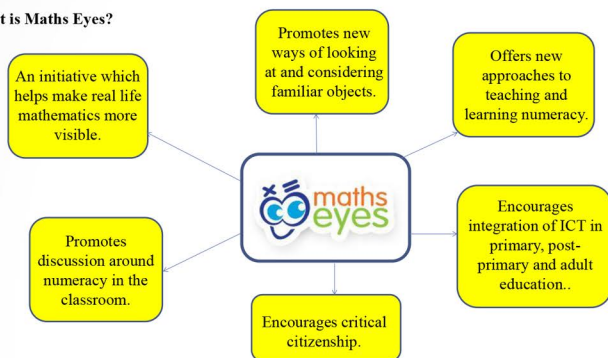 t is Maths Eyes?
Promotes new
ways of looking
at and considering
familiar objects.
An initiative which
helps make real life
mathematics more
visible.
Offers new
approaches to
teaching and
learning numeracy.
maths
eyes
Promotes
discussion around
numeracy in the
classroom.
Encourages
integration of ICT in
primary, post-
primary and adult
education..
Encourages critical
citizenship.